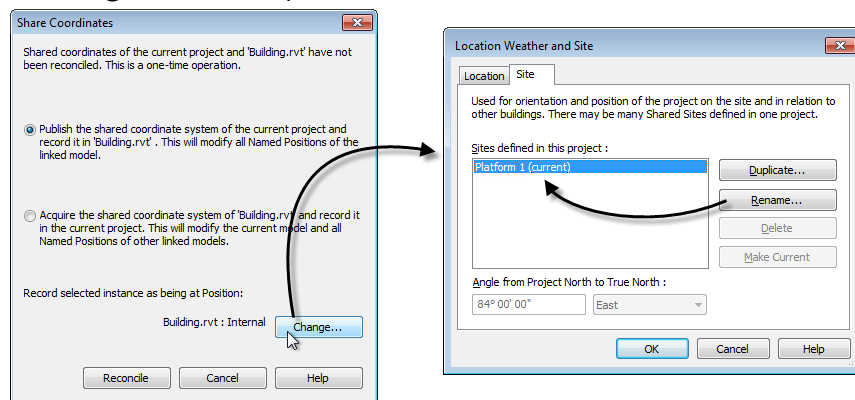 Share Coordinates
Shared coordinates of the current project and 'Building.rvt' have not
been reconciled. This is a one-time operation.
Publish the shared coordinate system of the current project and
record it in 'Building.rvt' . This will modify all Named Positions of the
linked model.
Acquire the shared coordinate system of 'Building.rvt' and record it
in the current project. This will modify the current model and all
Named Positions of other linked models.
Record selected instance as being at Position:
Building.rvt : Internal
Change...
Reconcile
Cancel
Help
Location Weather and Site
Location
Site
Used for orientation and position of the project on the site and in relation to
other buildings. There may be many Shared Sites defined in one project.
Sites defined in this project :
Platform 1 (current)
Duplicate...
Rename...
Delete
Make Current
Angle from Project North to True North :
84° 00' 00"
East
OK
Cancel
Help